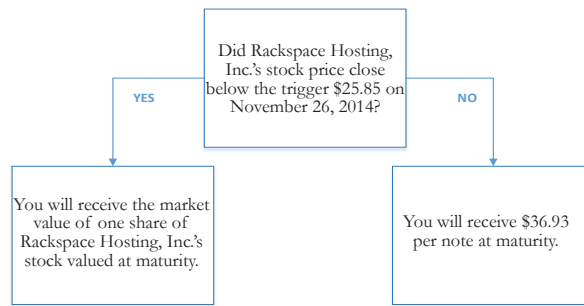 Did Rackspace Hosting,
Inc.'s stock price close
below the trigger $25.85 on
November 26, 2014?
YES
NO
You will receive the market
value of one share of
Rackspace Hosting, Inc.'s
stock valued at maturity.
You will receive $36.93
per note at maturity.